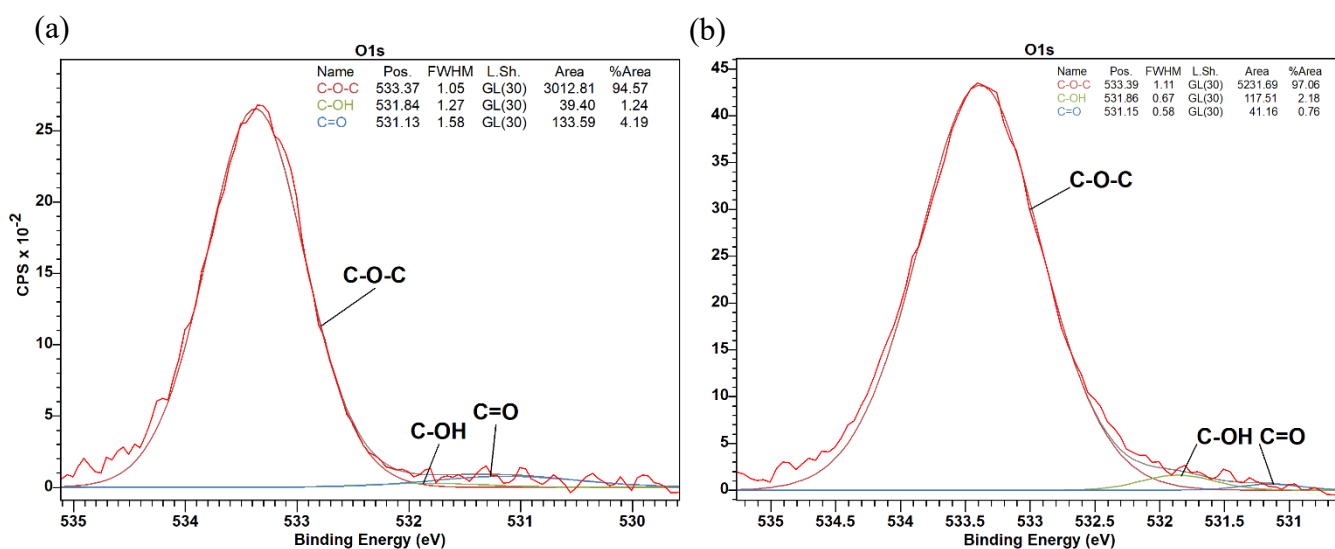 (a)
O1s
Name Pos. FWHM L.Sh. Area %Area
C-O-C 533.37 1.05 GL(30) 3012.81 94.57
C-OH 531.84 1.27 GL(30) 39.40 1.24
C=O 531.13 1.58 GL(30) 133.59 4.19
25
20
15
10
5
0
CPS x 10-2
C-O-C
C-OH
C=O
535 534 533 532 531 530
Binding Energy (eV)
(b)
O1s
Name Pos. FWHM L.Sh. Area %Area
C-O-C 533.39 1.11 GL(30) 5231.69 97.06
C-OH 531.86 0.67 GL(30) 117.51 2.18
C=O 531.15 0.58 GL(30) 41.16 0.76
45
40
35
30
25
20
15
10
5
0
C-O-C
C-OH C=O
535 534.5 534 533.5 533 532.5 532 531.5 531
Binding Energy (eV)